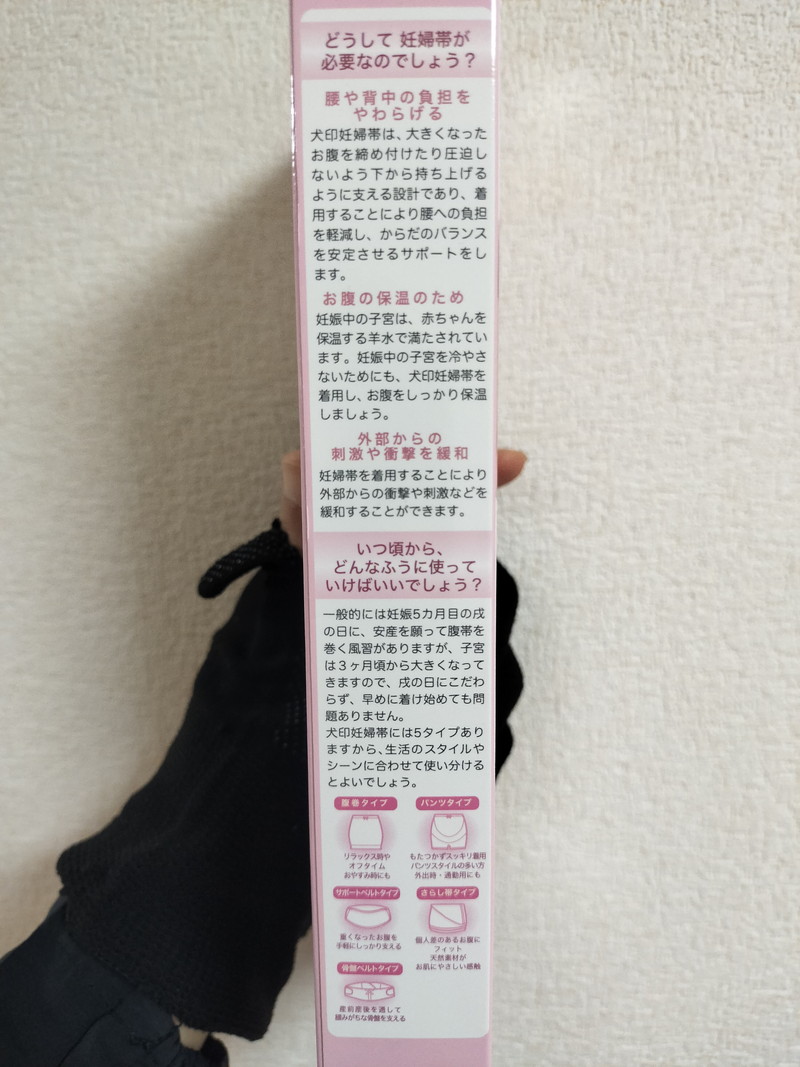 どうして 妊婦帯が
必要なのでしょう？
腰や背中の負担を
やわらげる
犬印妊婦帯は、大きくなった
お腹を締め付けたり圧迫し
ないよう下から持ち上げる
ように支える設計であり、着
用することにより腰への負担
を軽減し、からだのバランス
を安定させるサポートをし
ます。
お腹の保温のため
妊娠中の子宮は、赤ちゃんを
保温する羊水で満たされてい
ます。妊娠中の子宮を冷やさ
ないためにも、犬印妊婦帯を
着用し、お腹をしっかり保温
しましょう。
外部からの
刺激や衝撃を緩和
妊婦帯を着用することにより
外部からの衝撃や刺激などを
緩和することができます。
いつ頃から、
どんなふうに使って
いけばいいでしょう？
一般的には妊娠5カ月目の戌
の日に、安産を願って腹帯を
巻く風習がありますが、子宮
は３ヶ月頃から大きくなって
きますので、戌の日にこだわ
らず、早めに着け始めても問
題ありません。
犬印妊婦帯には5タイプあり
ますから、生活のスタイルや
シーンに合わせて使い分ける
とよいでしょう。
腹巻タイプ
リラックス時や
オフタイム
おやすみ時にも
パンツタイプ
もたつかずスッキリ着用
パンツスタイルの多い方
外出時・通勤用にも
サポートベルトタイプ
重くなったお腹を
手軽にしっかり支える
さらし帯タイプ
個人差のあるお腹に
フィット
天然素材が
お肌にやさしい感触
骨盤ベルトタイプ
産前産後を通して
緩みがちな骨盤を支える